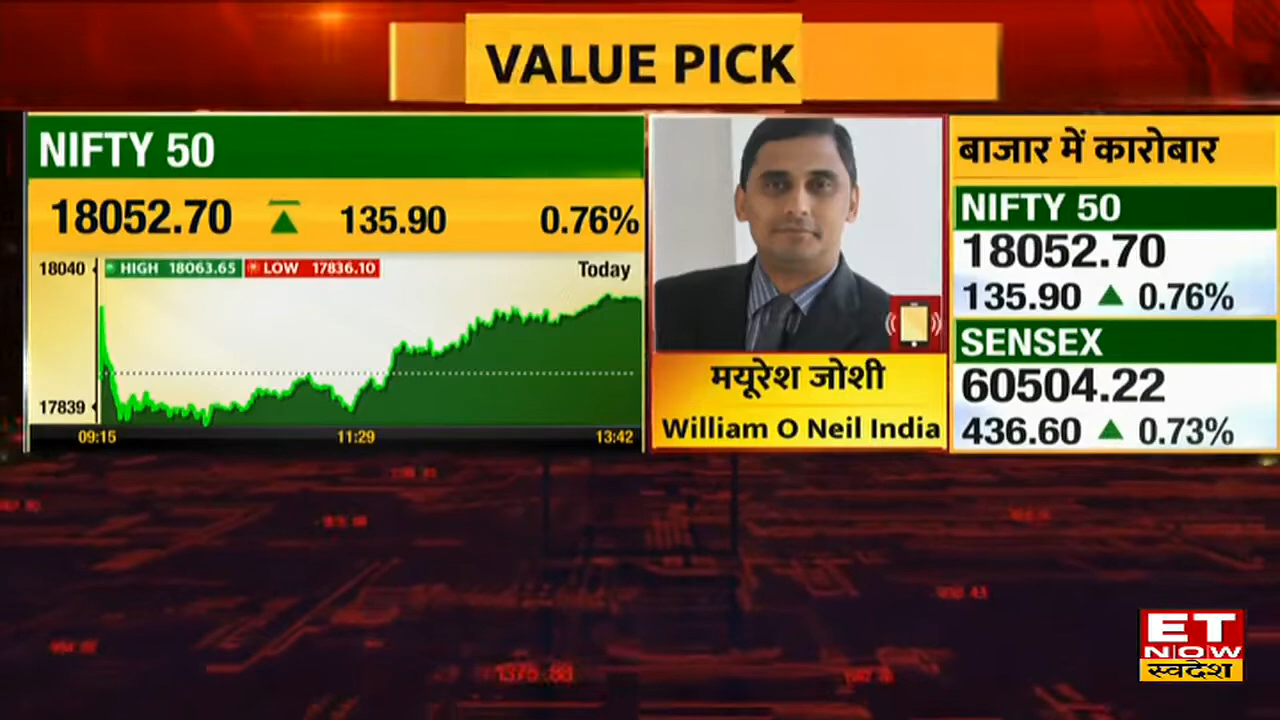 VALUE PICK
NIFTY 50
18052.70 135.90 0.76%
18040 HIGH 18063.65 LOW 17836.10 Today
17839
09:15 11:29 13:42
मयूरेश जोशी
William O Neil India
बाजार में कारोबार
NIFTY 50
18052.70
135.90 0.76%
SENSEX
60504.22
436.60 0.73%
ET
NOW
स्वदेश